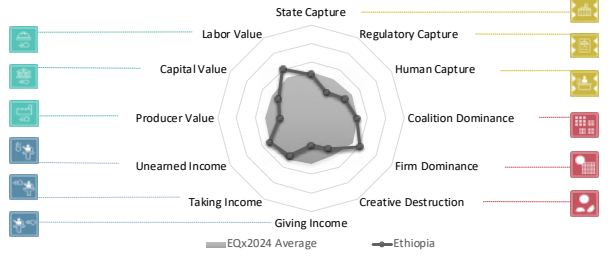 State Capture
Labor Value
Regulatory Capture
Capital Value
Human Capture
Producer Value
Coalition Dominance
Unearned Income
Firm Dominance
Taking Income
Creative Destruction
Giving Income
EQx2024 Average
Ethiopia